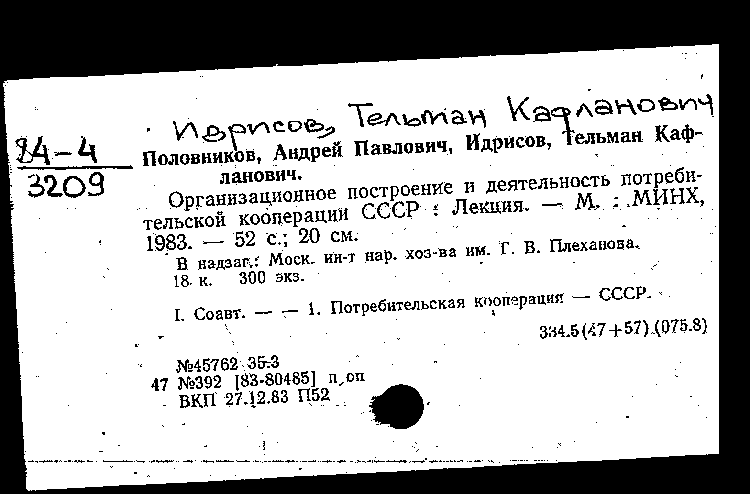 Идрисов, Тельман Кафланович
84-4
3209
Половников, Андрей Павлович, Идрисов, Тельман Каф-
ланович.
Организационное построение и деятельность потреби-
тельской кооперации СССР : Лекция. — М. : МИНХ,
1983. — 52 с.; 20 см.
В надзаг.: Моск. ин-т нар. хоз-ва им. Г. В. Плеханова.
18 к. 300 экз.
I. Соавт. — — 1. Потребительская кооперация — СССР.
334.5(47+57)(075.8)
№45762 35-3
47 №392 [83-80485] п оп
ВКП 27.12.83 П52